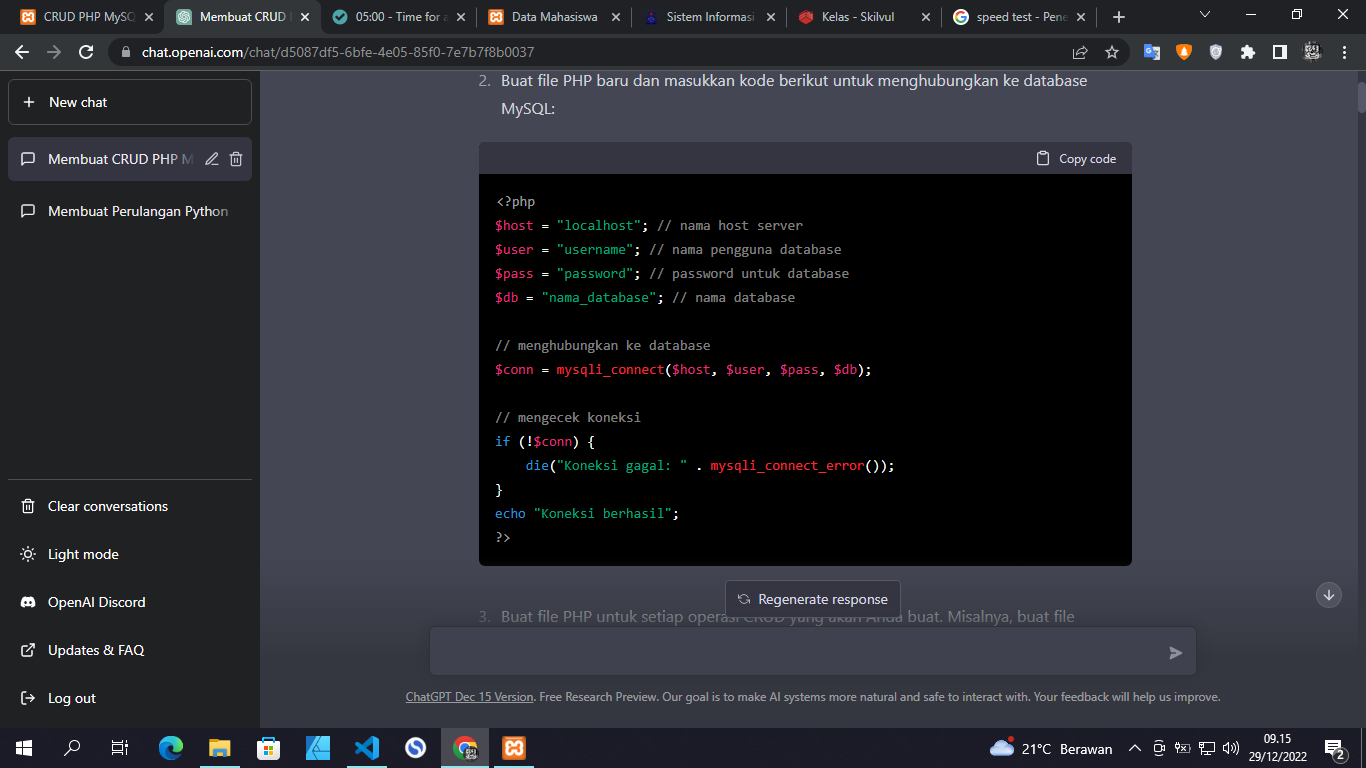 CRUD PHP MySQ
Membuat CRUD
05:00 - Time for a
Data Mahasiswa
Sistem Informasi
Kelas - Skilvul
speed test - Pene
chat.openai.com/chat/d5087df5-6bfe-4e05-85f0-7e7b7f8b0037
New chat
Membuat CRUD PHP M
Membuat Perulangan Python
Clear conversations
Light mode
OpenAI Discord
Updates & FAQ
Log out
2. Buat file PHP baru dan masukkan kode berikut untuk menghubungkan ke database
MySQL:
Copy code
<?php
$host = "localhost"; // nama host server
$user = "username"; // nama pengguna database
$pass = "password"; // password untuk database
$db = "nama_database"; // nama database
// menghubungkan ke database
$conn = mysqli_connect($host, $user, $pass, $db);
// mengecek koneksi
if (!$conn) {
    die("Koneksi gagal: " . mysqli_connect_error());
}
echo "Koneksi berhasil";
?>
Regenerate response
3. Buat file PHP untuk setiap operasi CRUD yang akan Anda buat. Misalnya, buat file
ChatGPT Dec 15 Version. Free Research Preview. Our goal is to make AI systems more natural and safe to interact with. Your feedback will help us improve.
21°C Berawan
09.15
29/12/2022
2